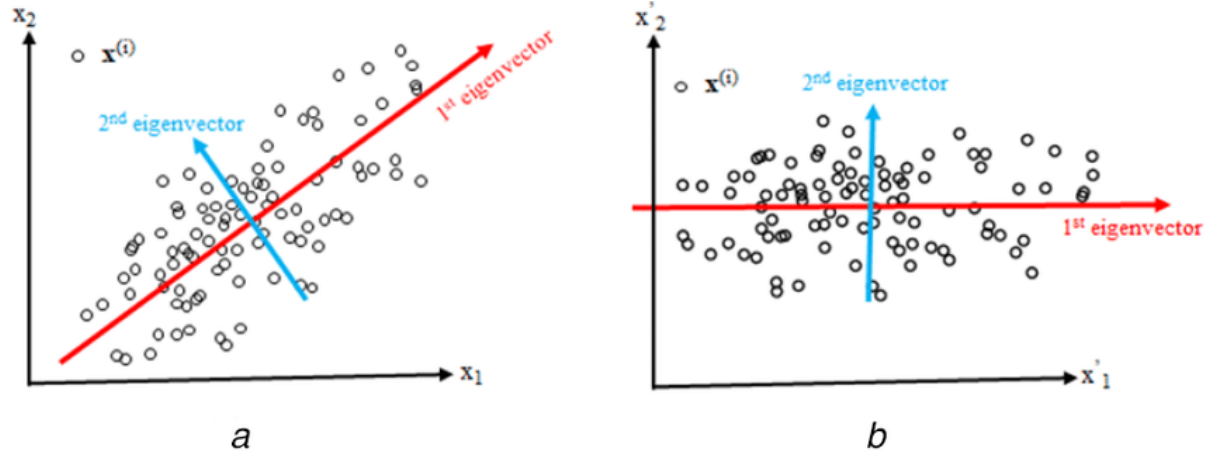 x₂
x⁽ⁱ⁾
1ˢᵗ eigenvector
2ⁿᵈ eigenvector
x₁
a
x'₂
x⁽ⁱ⁾
2ⁿᵈ eigenvector
1ˢᵗ eigenvector
x'₁
b